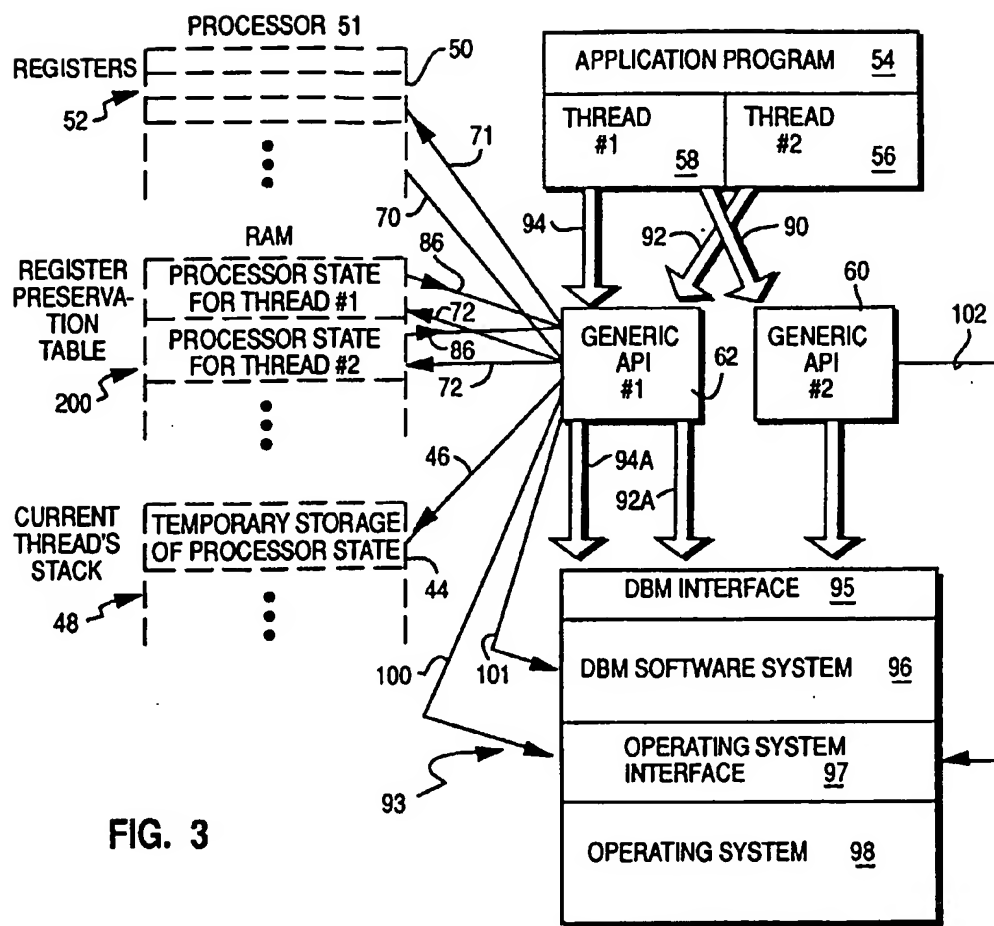 PROCESSOR 51
REGISTERS
52
50
71
70
RAM
REGISTER
PRESERVA-
TION
TABLE
200
PROCESSOR STATE
FOR THREAD #1
PROCESSOR STATE
FOR THREAD #2
86
72
86
72
46
CURRENT
THREAD'S
STACK
48
TEMPORARY STORAGE
OF PROCESSOR STATE
44
100
101
93
APPLICATION PROGRAM 54
THREAD
#1
58
THREAD
#2
56
94
92
90
60
102
GENERIC
API
#1
62
GENERIC
API
#2
94A
92A
DBM INTERFACE 95
DBM SOFTWARE SYSTEM 96
OPERATING SYSTEM
INTERFACE 97
OPERATING SYSTEM 98
FIG. 3